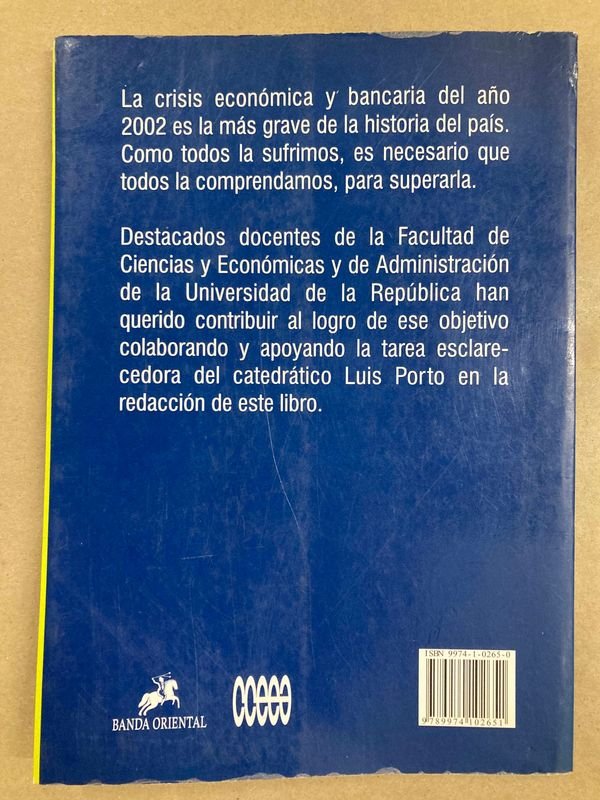 La crisis económica y bancaria del año
2002 es la más grave de la historia del país.
Como todos la sufrimos, es necesario que
todos la comprendamos, para superarla.
Destacados docentes de la Facultad de
Ciencias y Económicas y de Administración
de la Universidad de la República han
querido contribuir al logro de ese objetivo
colaborando y apoyando la tarea esclare-
cedora del catedrático Luis Porto en la
redacción de este libro.
ISBN 9974-1-0265-0
9789974102651
BANDA ORIENTAL